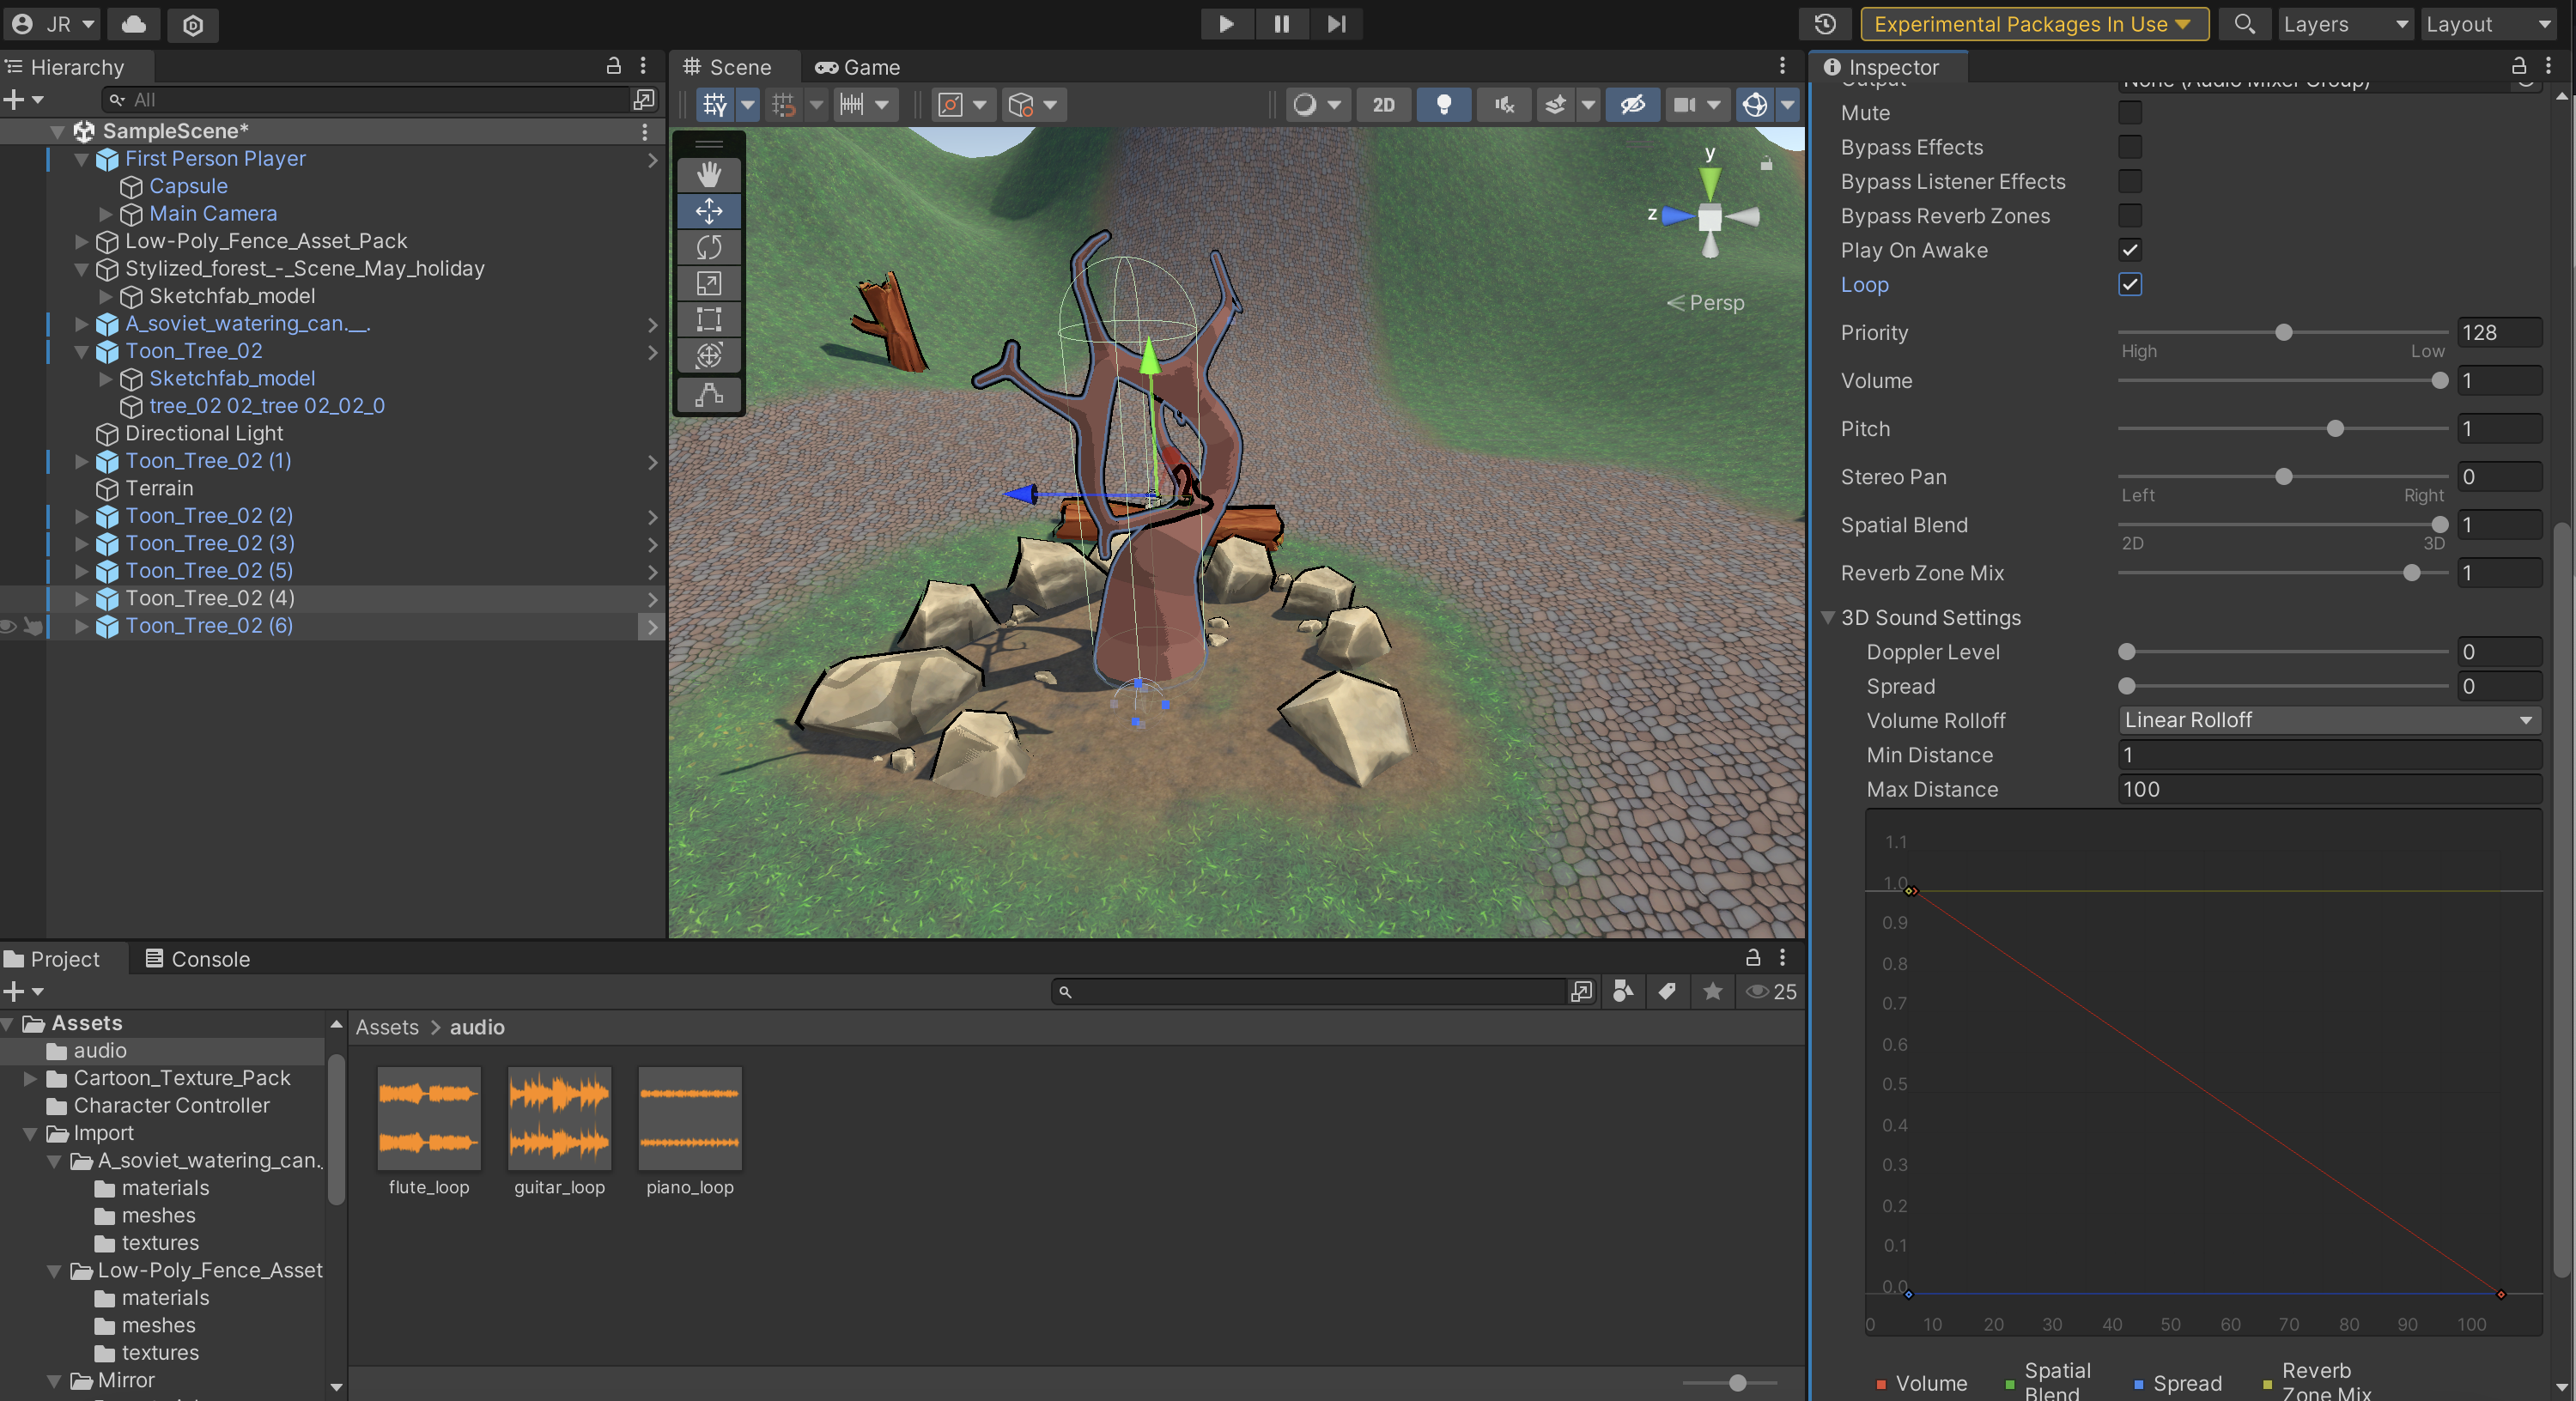 JR
Experimental Packages In Use
Layers
Layout
Hierarchy
All
SampleScene*
First Person Player
Capsule
Main Camera
Low-Poly_Fence_Asset_Pack
Stylized_forest_-_Scene_May_holiday
Sketchfab_model
A_soviet_watering_can.__.
Toon_Tree_02
Sketchfab_model
tree_02 02_tree 02_02_0
Directional Light
Toon_Tree_02 (1)
Terrain
Toon_Tree_02 (2)
Toon_Tree_02 (3)
Toon_Tree_02 (5)
Toon_Tree_02 (4)
Toon_Tree_02 (6)
Scene
Game
2D
y
z
Persp
Project
Console
25
Assets
audio
Cartoon_Texture_Pack
Character Controller
Import
A_soviet_watering_can.
materials
meshes
textures
Low-Poly_Fence_Asset
materials
meshes
textures
Mirror
Assets > audio
flute_loop
guitar_loop
piano_loop
Inspector
Output None (Audio Mixer Group)
Mute
Bypass Effects
Bypass Listener Effects
Bypass Reverb Zones
Play On Awake
Loop
Priority 128
High Low
Volume 1
Pitch 1
Stereo Pan 0
Left Right
Spatial Blend 1
2D 3D
Reverb Zone Mix 1
3D Sound Settings
Doppler Level 0
Spread 0
Volume Rolloff Linear Rolloff
Min Distance 1
Max Distance 100
1.1
1.0
0.9
0.8
0.7
0.6
0.5
0.4
0.3
0.2
0.1
0.0
0 10 20 30 40 50 60 70 80 90 100
Volume
Spatial Blend
Spread
Reverb Zone Mix